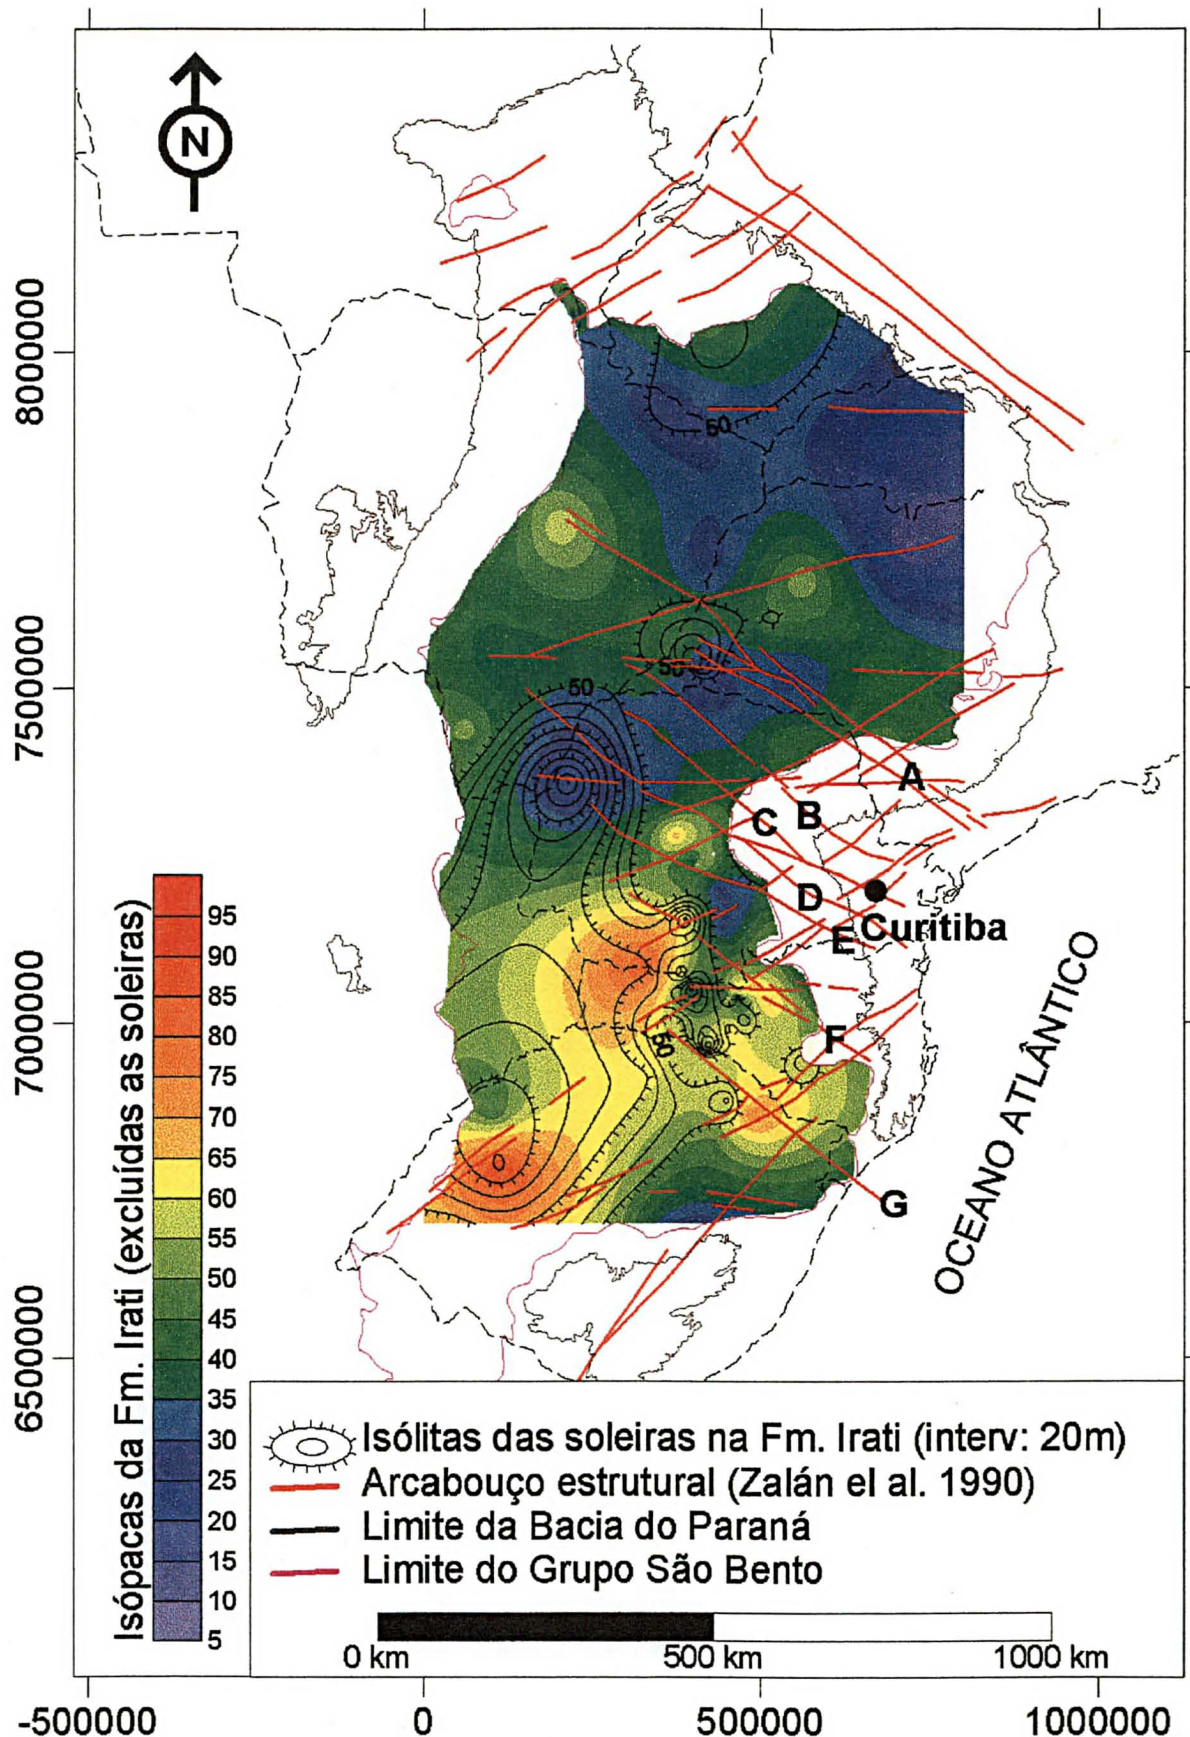 N
8000000
7500000
7000000
6500000
50
50
50
50
A
B
C
D
E
F
G
Curitiba
OCEANO ATLÂNTICO
Isópacas da Fm. Irati (excluídas as soleiras)
95
90
85
80
75
70
65
60
55
50
45
40
35
30
25
20
15
10
5
Isólitas das soleiras na Fm. Irati (interv: 20m)
Arcabouço estrutural (Zalán el al. 1990)
Limite da Bacia do Paraná
Limite do Grupo São Bento
0 km 500 km 1000 km
-500000 0 500000 1000000